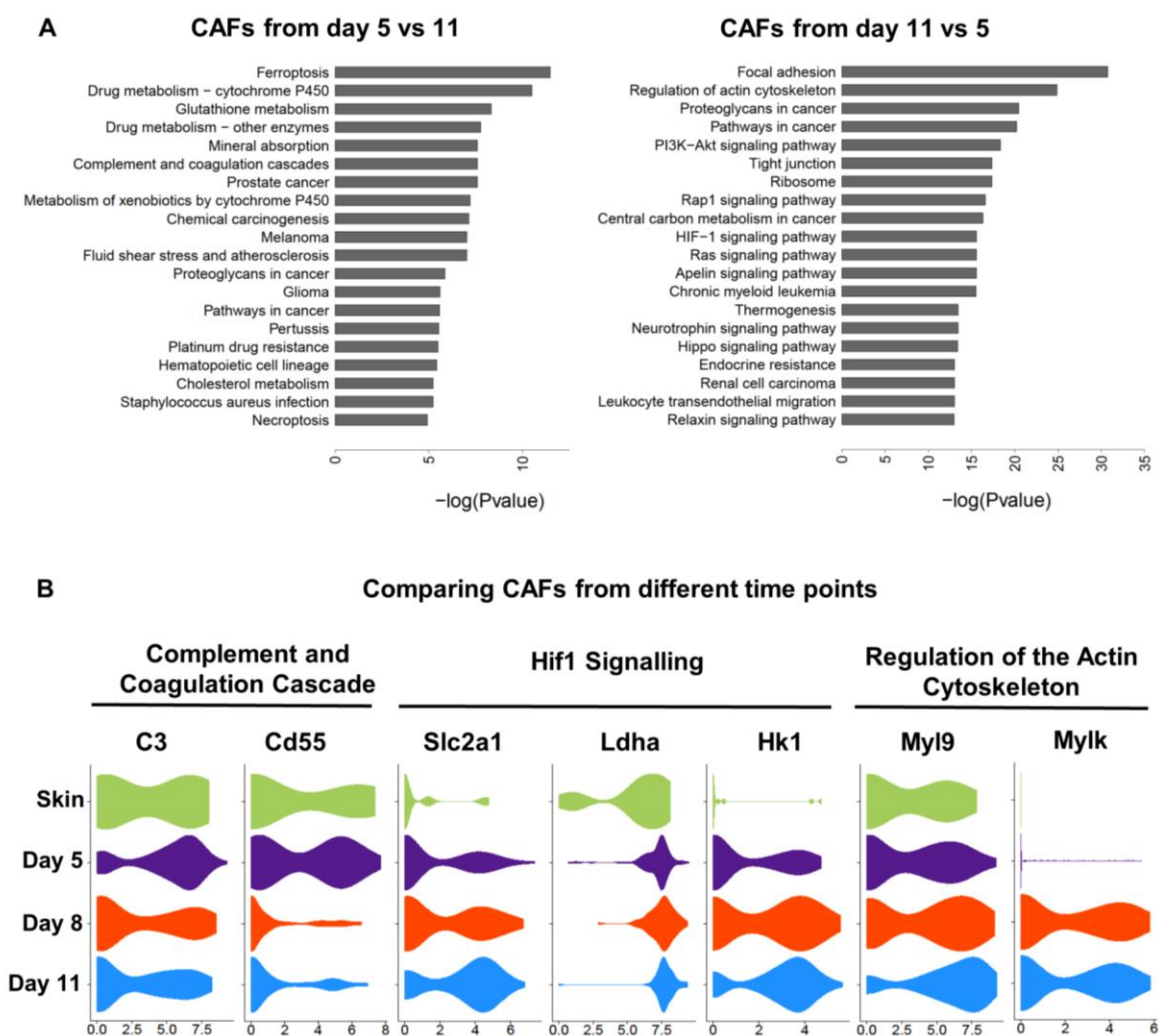 A
CAFs from day 5 vs 11
Ferroptosis
Drug metabolism − cytochrome P450
Glutathione metabolism
Drug metabolism − other enzymes
Mineral absorption
Complement and coagulation cascades
Prostate cancer
Metabolism of xenobiotics by cytochrome P450
Chemical carcinogenesis
Melanoma
Fluid shear stress and atherosclerosis
Proteoglycans in cancer
Glioma
Pathways in cancer
Pertussis
Platinum drug resistance
Hematopoietic cell lineage
Cholesterol metabolism
Staphylococcus aureus infection
Necroptosis
0 5 10
−log(Pvalue)
CAFs from day 11 vs 5
Focal adhesion
Regulation of actin cytoskeleton
Proteoglycans in cancer
Pathways in cancer
PI3K−Akt signaling pathway
Tight junction
Ribosome
Rap1 signaling pathway
Central carbon metabolism in cancer
HIF−1 signaling pathway
Ras signaling pathway
Apelin signaling pathway
Chronic myeloid leukemia
Thermogenesis
Neurotrophin signaling pathway
Hippo signaling pathway
Endocrine resistance
Renal cell carcinoma
Leukocyte transendothelial migration
Relaxin signaling pathway
0 5 10 15 20 25 30 35
−log(Pvalue)
B
Comparing CAFs from different time points
Complement and
Coagulation Cascade
Hif1 Signalling
Regulation of the Actin
Cytoskeleton
C3 Cd55 Slc2a1 Ldha Hk1 Myl9 Mylk
Skin
Day 5
Day 8
Day 11
0.0 2.5 5.0 7.5 0 2 4 6 8 0 2 4 6 0.0 2.5 5.0 7.5 0 2 4 0.0 2.5 5.0 7.5 0 2 4 6